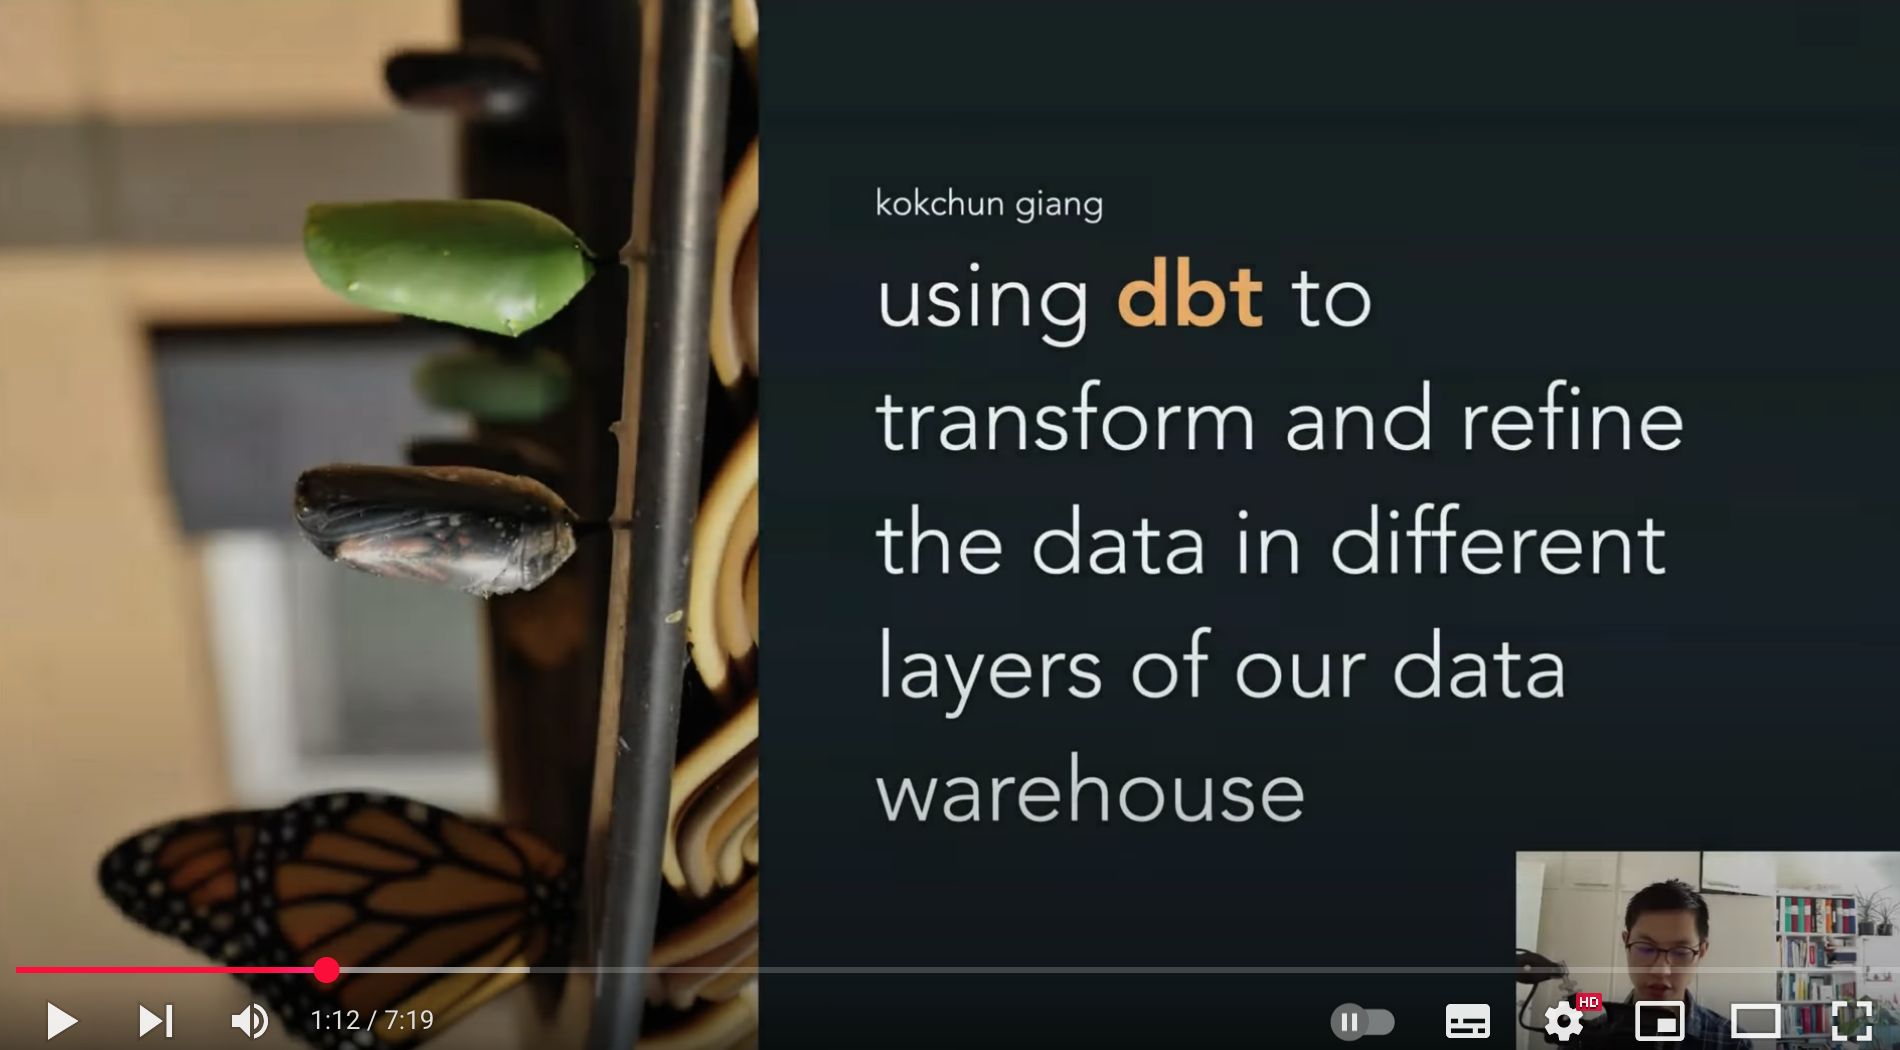 kokchun giang
using dbt to
transform and refine
the data in different
layers of our data
warehouse
1:12 / 7:19
HD